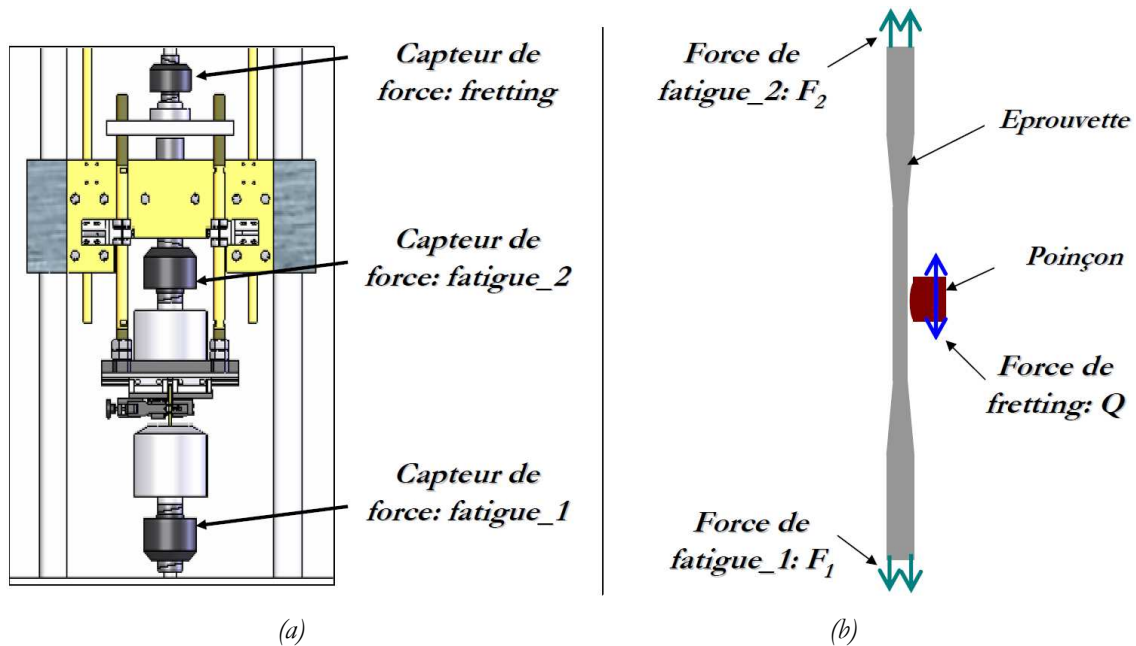 Capteur de
force: fretting
Capteur de
force: fatigue_2
Capteur de
force: fatigue_1
(a)
Force de
fatigue_2: F2
Eprouvette
Poinçon
Force de
fretting: Q
Force de
fatigue_1: F1
(b)